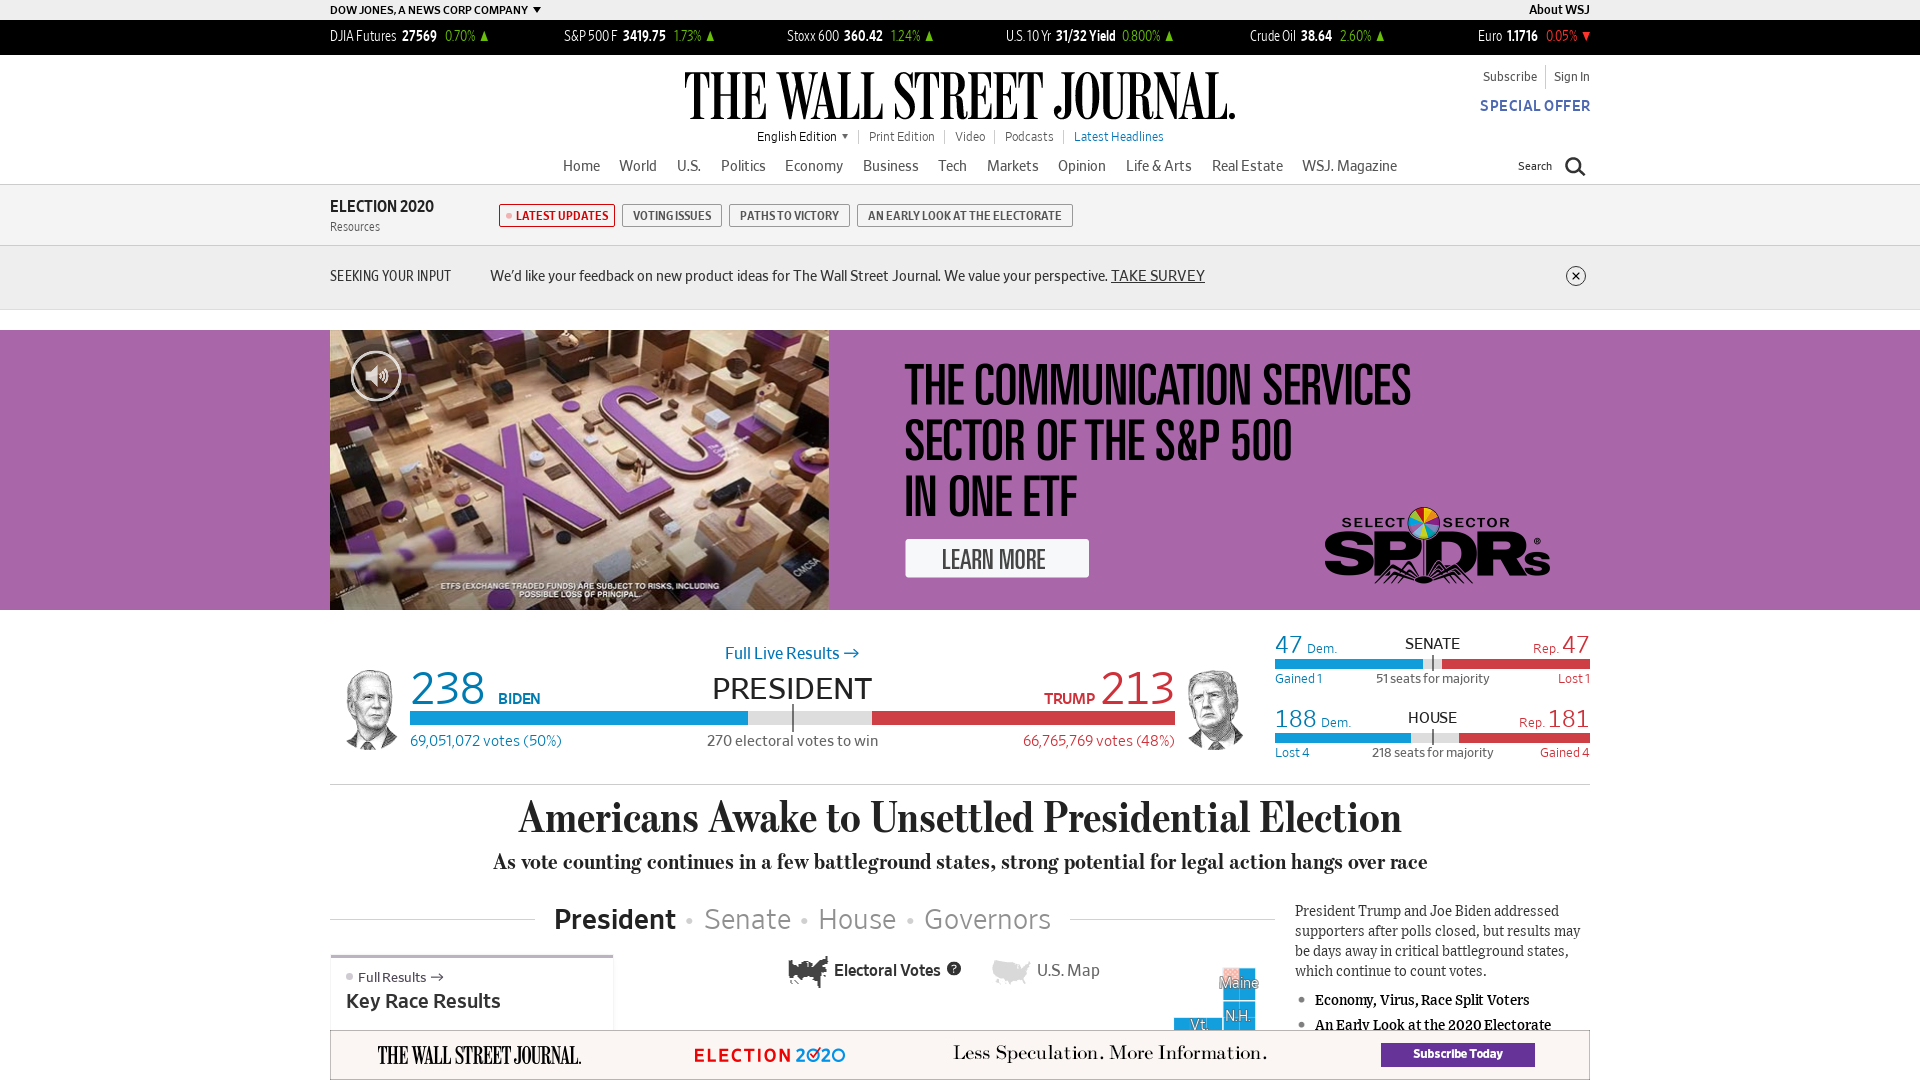 DOW JONES, A NEWS CORP COMPANY
About WSJ
DJIA Futures 27569 0.70%
S&P 500 F 3419.75 1.73%
Stoxx 600 360.42 1.24%
U.S. 10 Yr 31/32 Yield 0.800%
Crude Oil 38.64 2.60%
Euro 1.1716 0.05%
THE WALL STREET JOURNAL.
Subscribe
Sign In
SPECIAL OFFER
English Edition
Print Edition
Video
Podcasts
Latest Headlines
Home
World
U.S.
Politics
Economy
Business
Tech
Markets
Opinion
Life & Arts
Real Estate
WSJ. Magazine
Search
ELECTION 2020
Resources
LATEST UPDATES
VOTING ISSUES
PATHS TO VICTORY
AN EARLY LOOK AT THE ELECTORATE
SEEKING YOUR INPUT
We’d like your feedback on new product ideas for The Wall Street Journal. We value your perspective. TAKE SURVEY
XLC
CMCSA
ETFS (EXCHANGE TRADED FUNDS) ARE SUBJECT TO RISKS, INCLUDING
POSSIBLE LOSS OF PRINCIPAL.
THE COMMUNICATION SERVICES
SECTOR OF THE S&P 500
IN ONE ETF
LEARN MORE
SELECT SECTOR
SPDRs®
Full Live Results →
238 BIDEN
PRESIDENT
TRUMP 213
69,051,072 votes (50%)
270 electoral votes to win
66,765,769 votes (48%)
47 Dem.
SENATE
Rep. 47
Gained 1
51 seats for majority
Lost 1
188 Dem.
HOUSE
Rep. 181
Lost 4
218 seats for majority
Gained 4
Americans Awake to Unsettled Presidential Election
As vote counting continues in a few battleground states, strong potential for legal action hangs over race
President • Senate • House • Governors
Full Results →
Key Race Results
Electoral Votes ?
U.S. Map
Maine
Vt.
N.H.
President Trump and Joe Biden addressed
supporters after polls closed, but results may
be days away in critical battleground states,
which continue to count votes.
• Economy, Virus, Race Split Voters
• An Early Look at the 2020 Electorate
THE WALL STREET JOURNAL.
ELECTION 2020
Less Speculation. More Information.
Subscribe Today